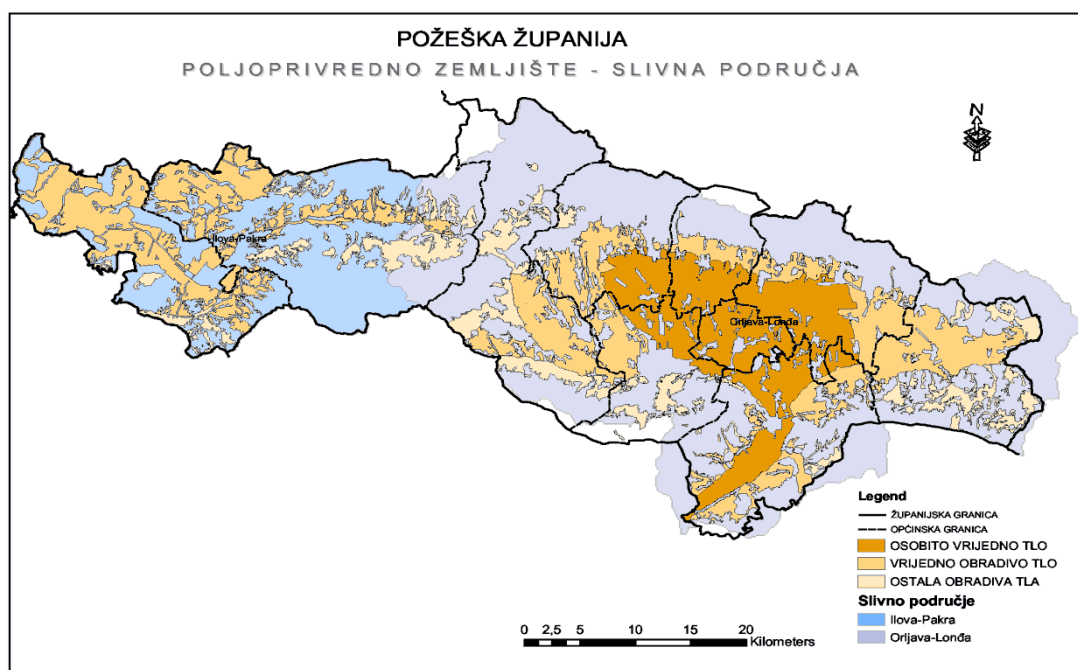 POŽEŠKA ŽUPANIJA
POLJOPRIVREDNO ZEMLJIŠTE - SLIVNA PODRUČJA
N
Ilova-Pakra
Orljava-Lonđa
Legend
ŽUPANIJSKA GRANICA
OPĆINSKA GRANICA
OSOBITO VRIJEDNO TLO
VRIJEDNO OBRADIVO TLO
OSTALA OBRADIVA TLA
Slivno područje
Ilova-Pakra
Orljava-Lonđa
0 2,5 5 10 15 20
Kilometers